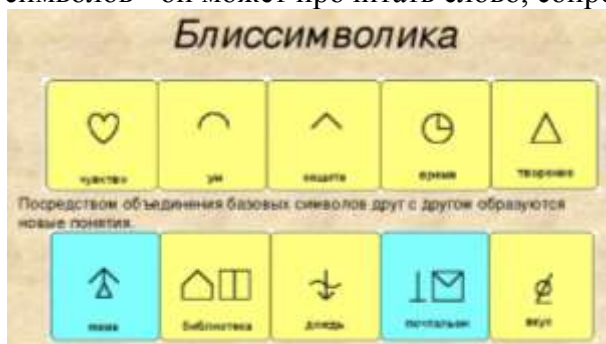 символов - он может прочитать слово, сопро
Блиссимволика
чувство ум защита время творение
Посредством объединения базовых символов друг с другом образуются
новые понятия.
мама библиотека дождь почтальон вкус